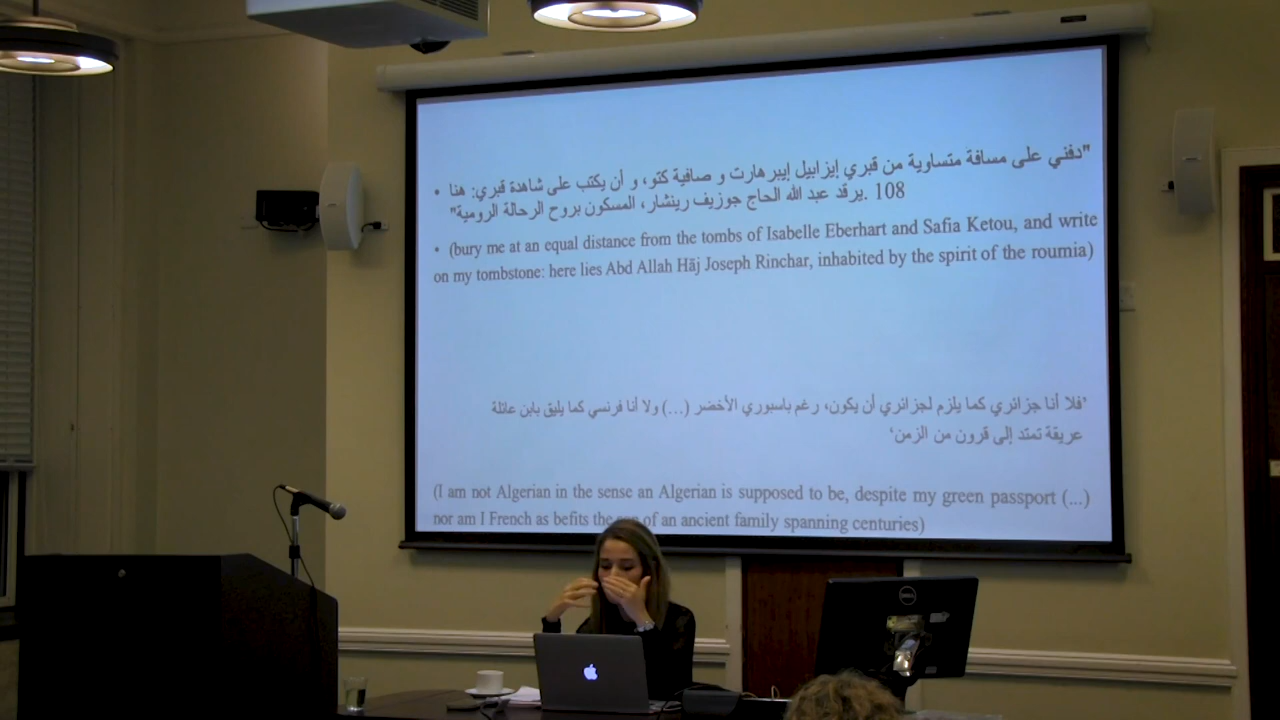 "دفني على مسافة متساوية من قبري إيزابيل إيبرهارت و صافية كتو، و أن يكتب على شاهدة قبري: هنا •
108 .يرقد عبد الله الحاج جوزيف رينشار، المسكون بروح الرحالة الرومية"
• (bury me at an equal distance from the tombs of Isabelle Eberhart and Safia Ketou, and write
on my tombstone: here lies Abd Allah Hāj Joseph Rinchar, inhabited by the spirit of the roumia)
'فلا أنا جزائري كما يلزم لجزائري أن يكون، رغم باسبوري الأخضر (...) ولا أنا فرنسي كما يليق بابن عائلة
عريقة تمتد إلى قرون من الزمن'
(I am not Algerian in the sense an Algerian is supposed to be, despite my green passport (...)
nor am I French as befits the of an ancient family spanning centuries)
DELL